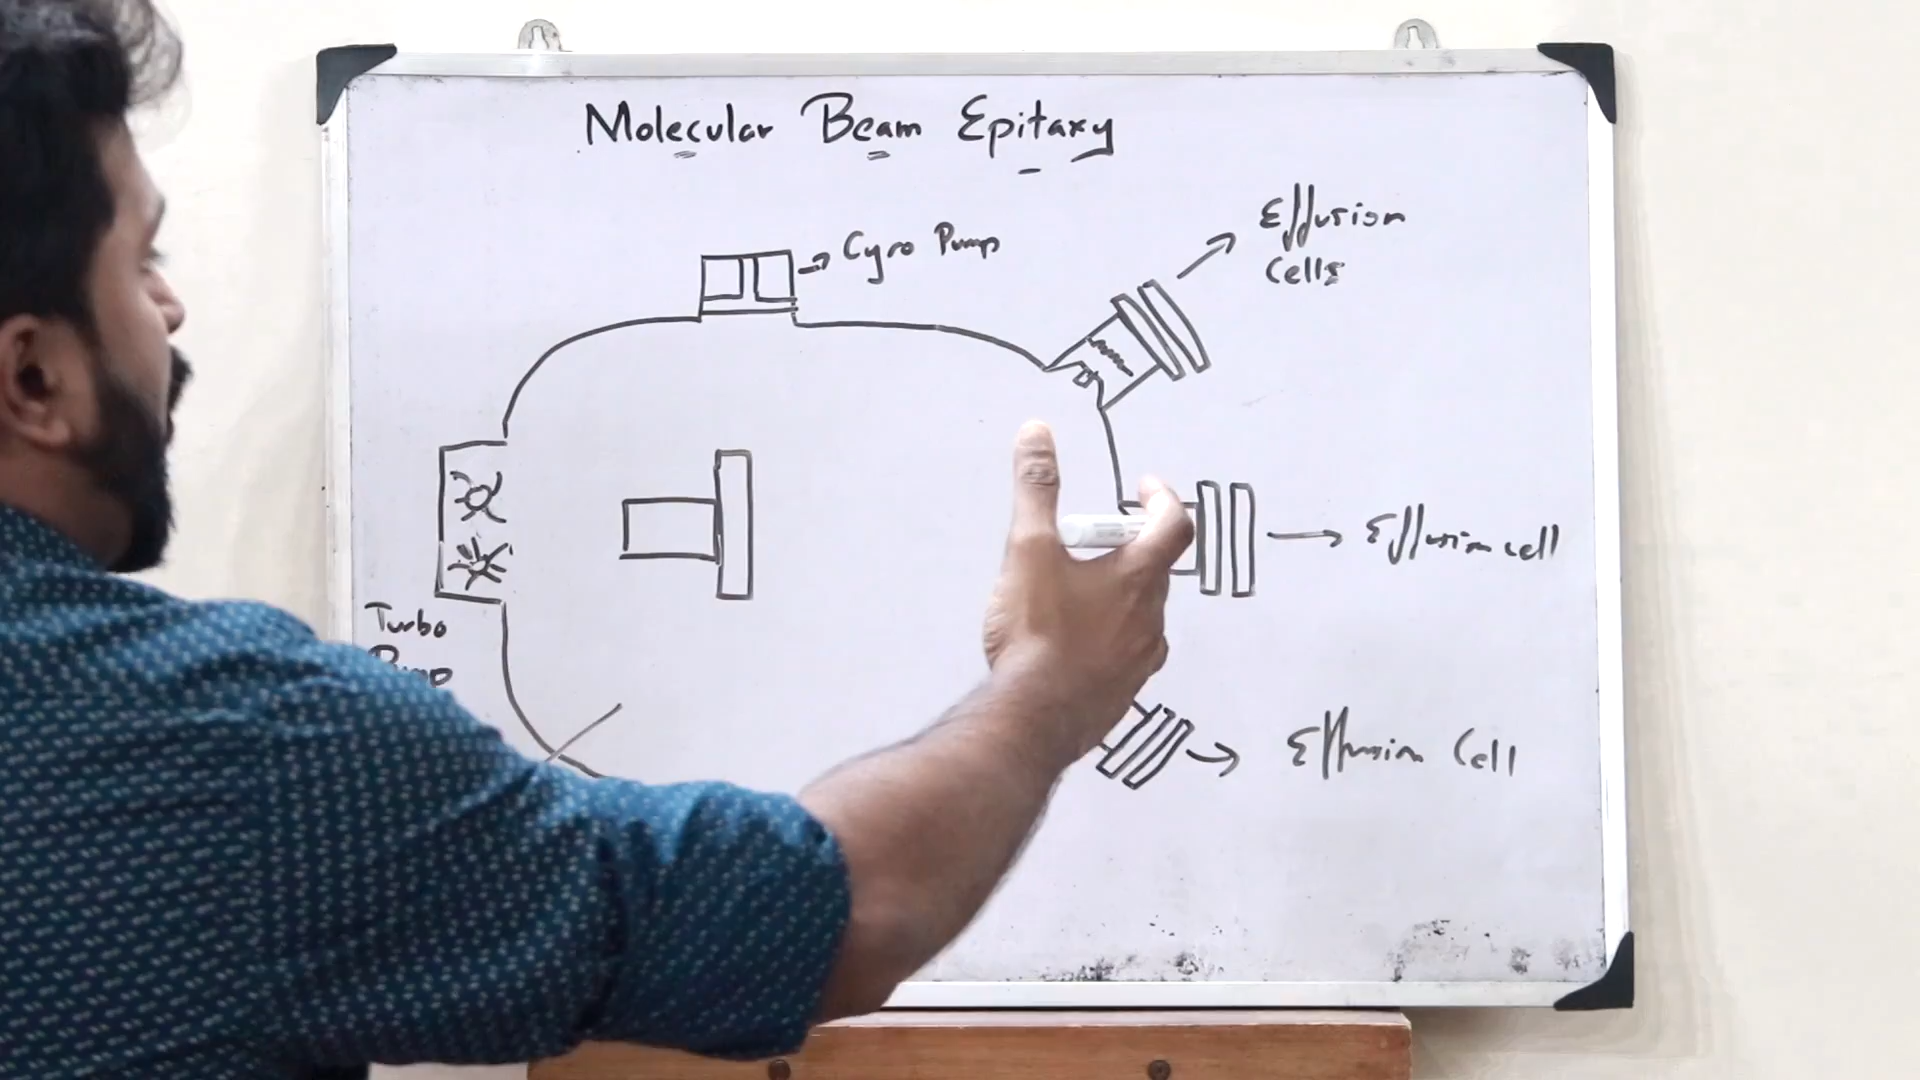 Molecular Beam Epitaxy
Cyro Pump
Effusion
Cells
Effusion cell
Turbo
Pump
Effusion Cell